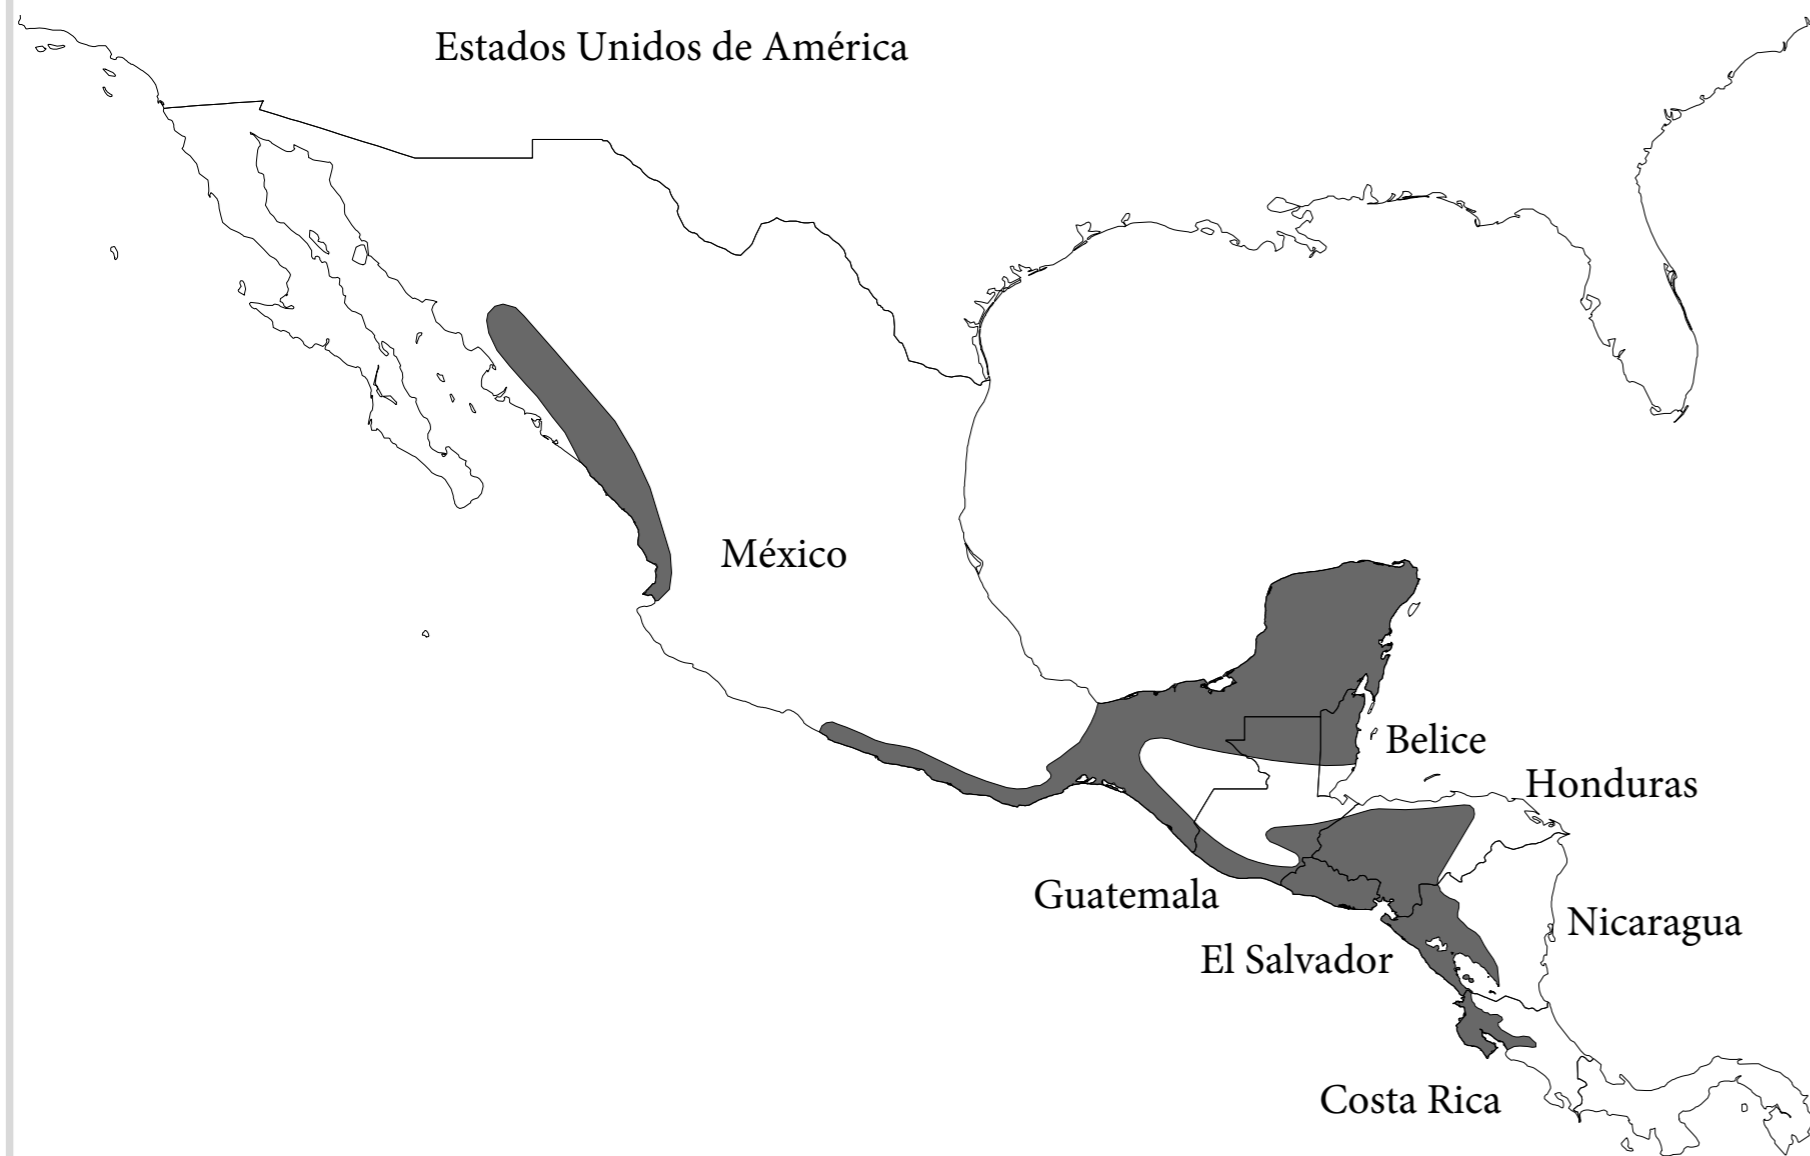 Estados Unidos de América
México
Belice
Honduras
Guatemala
Nicaragua
El Salvador
Costa Rica